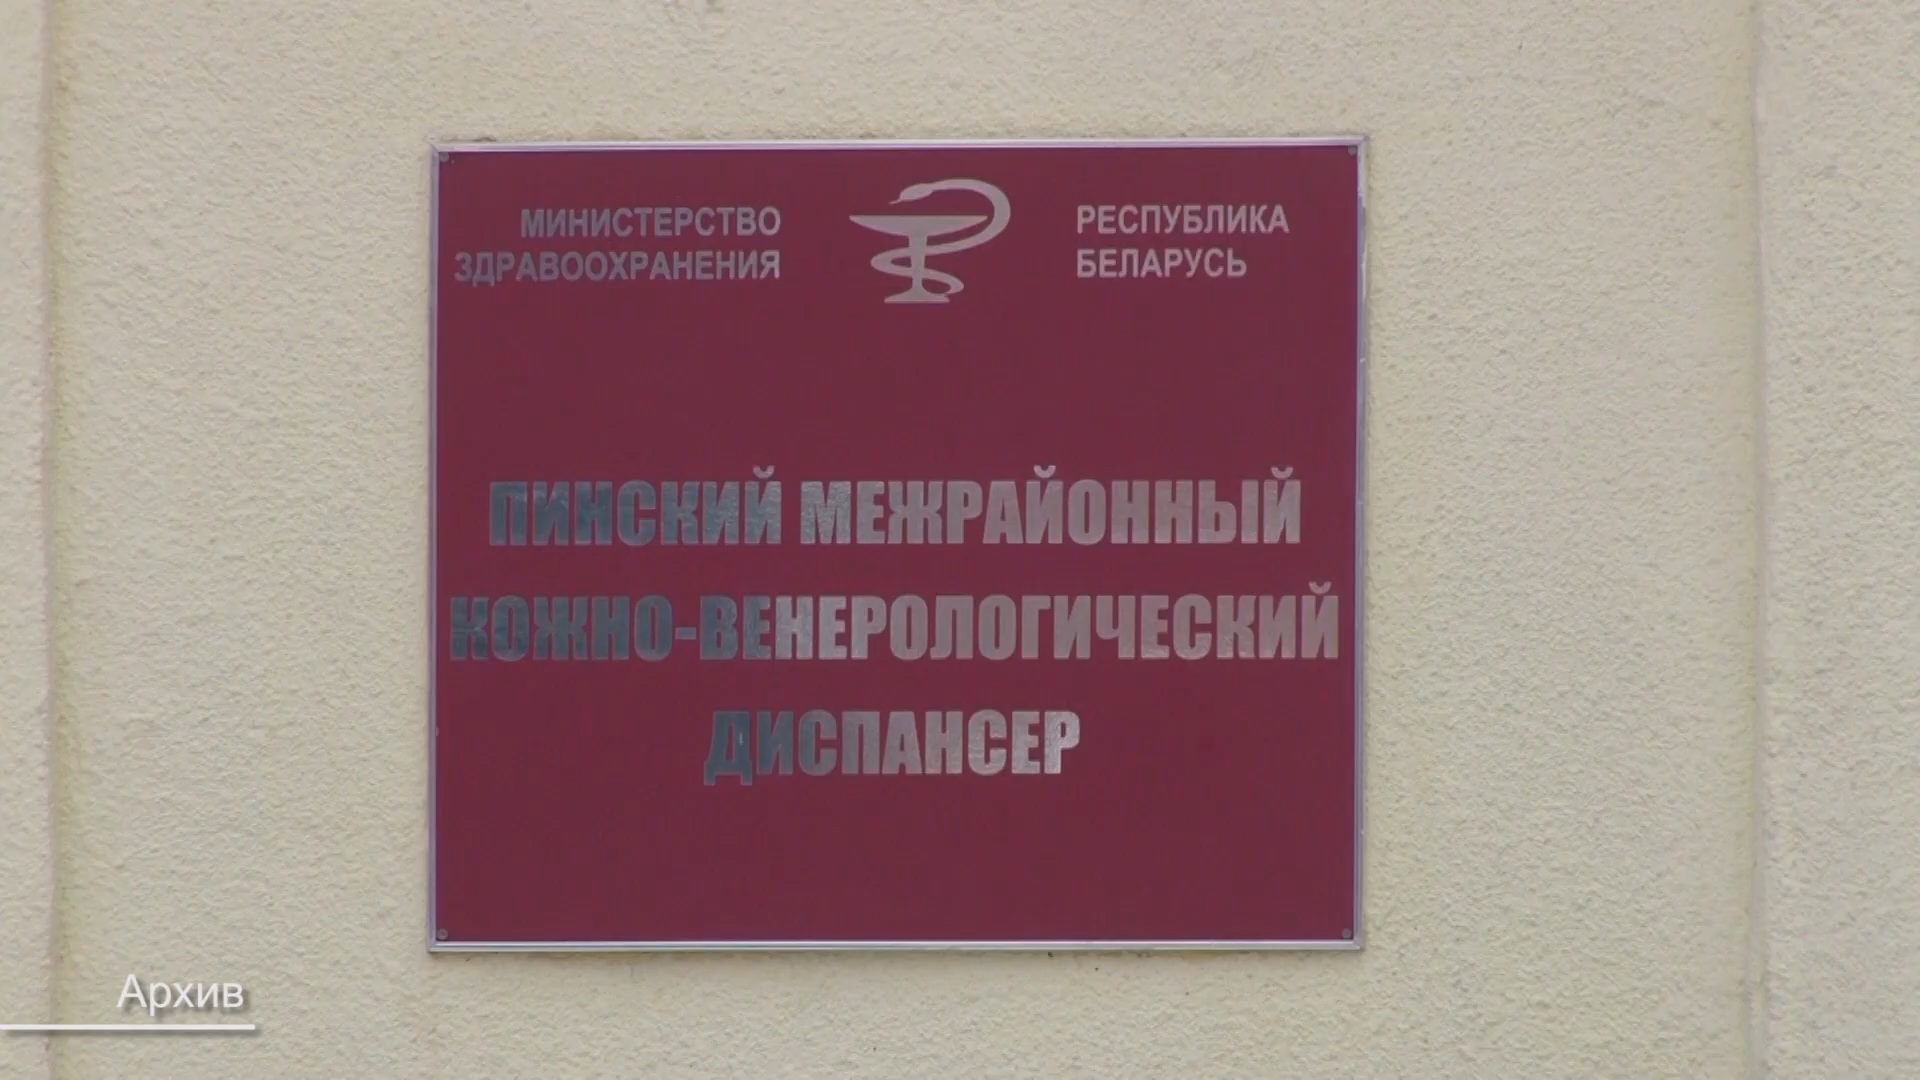 МИНИСТЕРСТВО
ЗДРАВООХРАНЕНИЯ
РЕСПУБЛИКА
БЕЛАРУСЬ
ПИНСКИЙ МЕЖРАЙОННЫЙ
КОЖНО-ВЕНЕРОЛОГИЧЕСКИЙ
ДИСПАНСЕР
Архив